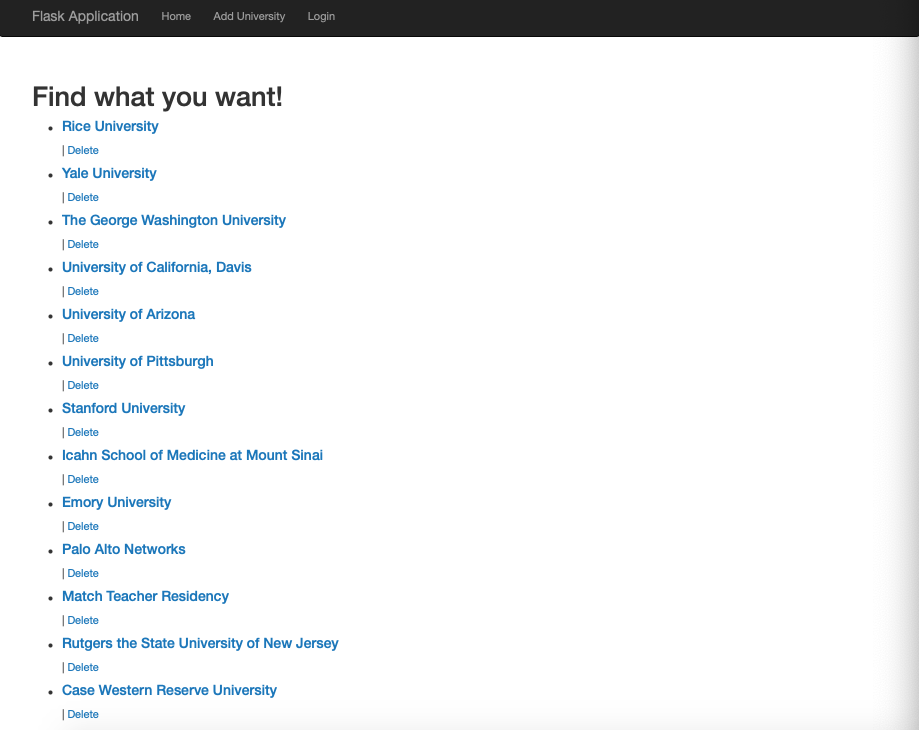 Flask Application Home Add University Login
Find what you want!
Rice University
| Delete
Yale University
| Delete
The George Washington University
| Delete
University of California, Davis
| Delete
University of Arizona
| Delete
University of Pittsburgh
| Delete
Stanford University
| Delete
Icahn School of Medicine at Mount Sinai
| Delete
Emory University
| Delete
Palo Alto Networks
| Delete
Match Teacher Residency
| Delete
Rutgers the State University of New Jersey
| Delete
Case Western Reserve University
| Delete